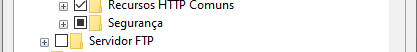 Recursos HTTP Comuns
Segurança
Servidor FTP